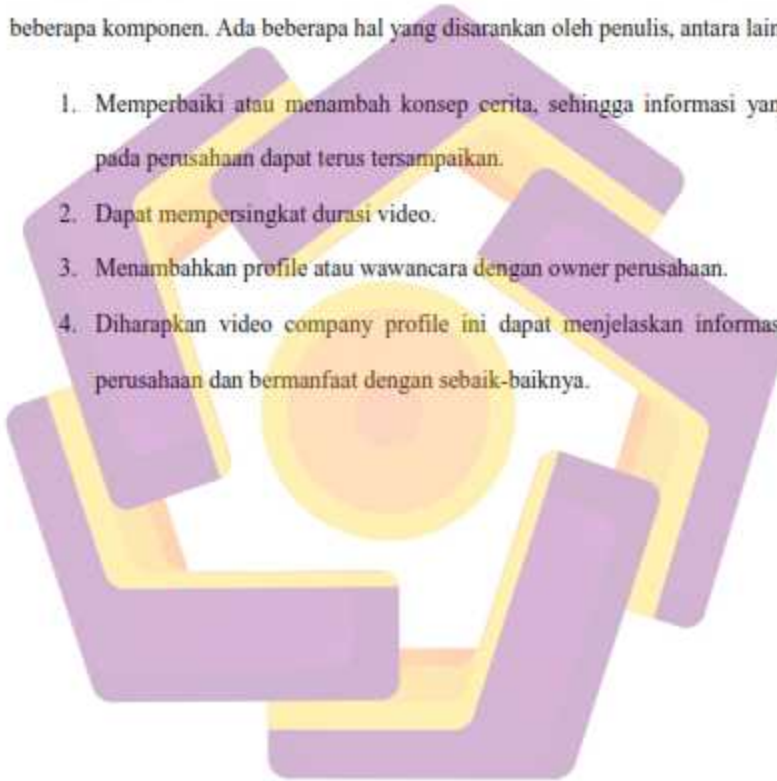 beberapa komponen. Ada beberapa hal yang disarankan oleh penulis, antara lain
1. Memperbaiki atau menambah konsep cerita, sehingga informasi yan
pada perusahaan dapat terus tersampaikan.
2. Dapat mempersingkat durasi video.
3. Menambahkan profile atau wawancara dengan owner perusahaan.
4. Diharapkan video company profile ini dapat menjelaskan informas
perusahaan dan bermanfaat dengan sebaik-baiknya.